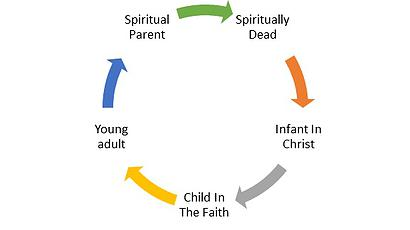 Spiritual
Parent
Spiritually
Dead
Infant In
Christ
Child In
The Faith
Young
adult